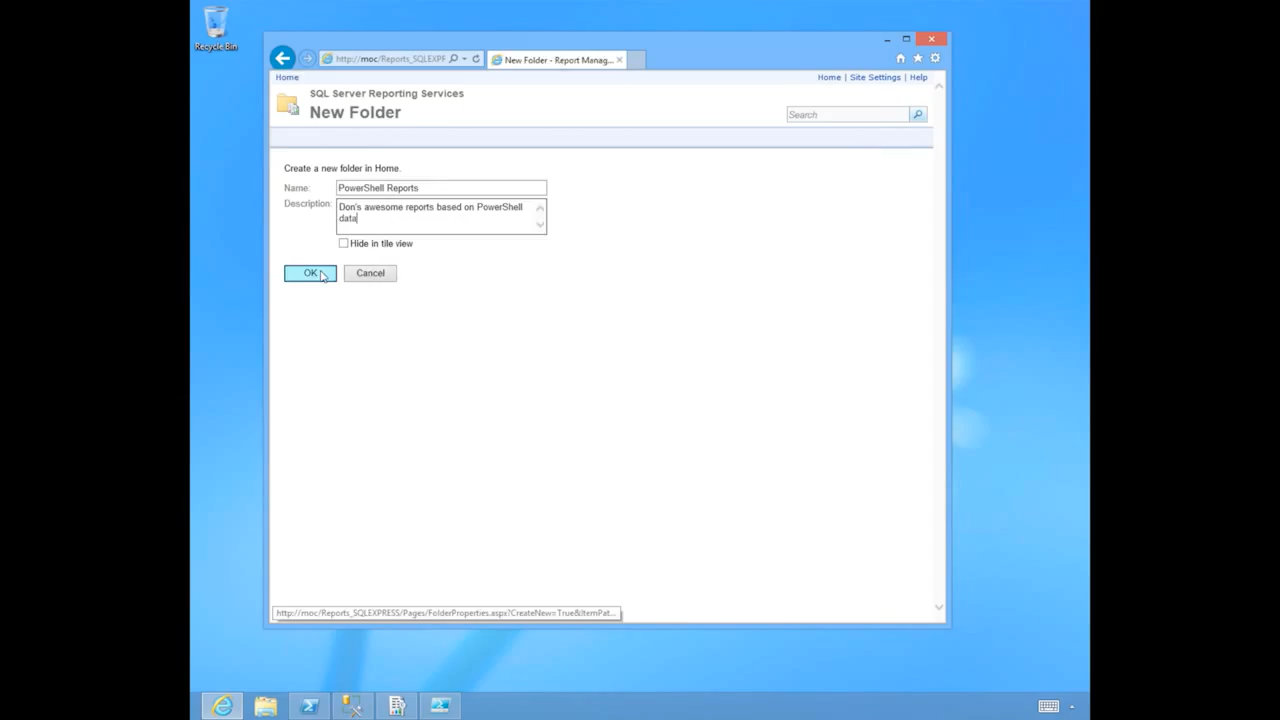 Recycle Bin
http://moc/Reports_SQLEXPF
New Folder - Report Manag...
Home
Home | Site Settings | Help
SQL Server Reporting Services
New Folder
Search
Create a new folder in Home.
Name: PowerShell Reports
Description: Don's awesome reports based on PowerShell
data
Hide in tile view
OK Cancel
http://moc/Reports_SQLEXPRESS/Pages/FolderProperties.aspx?CreateNew=True&ItemPat...